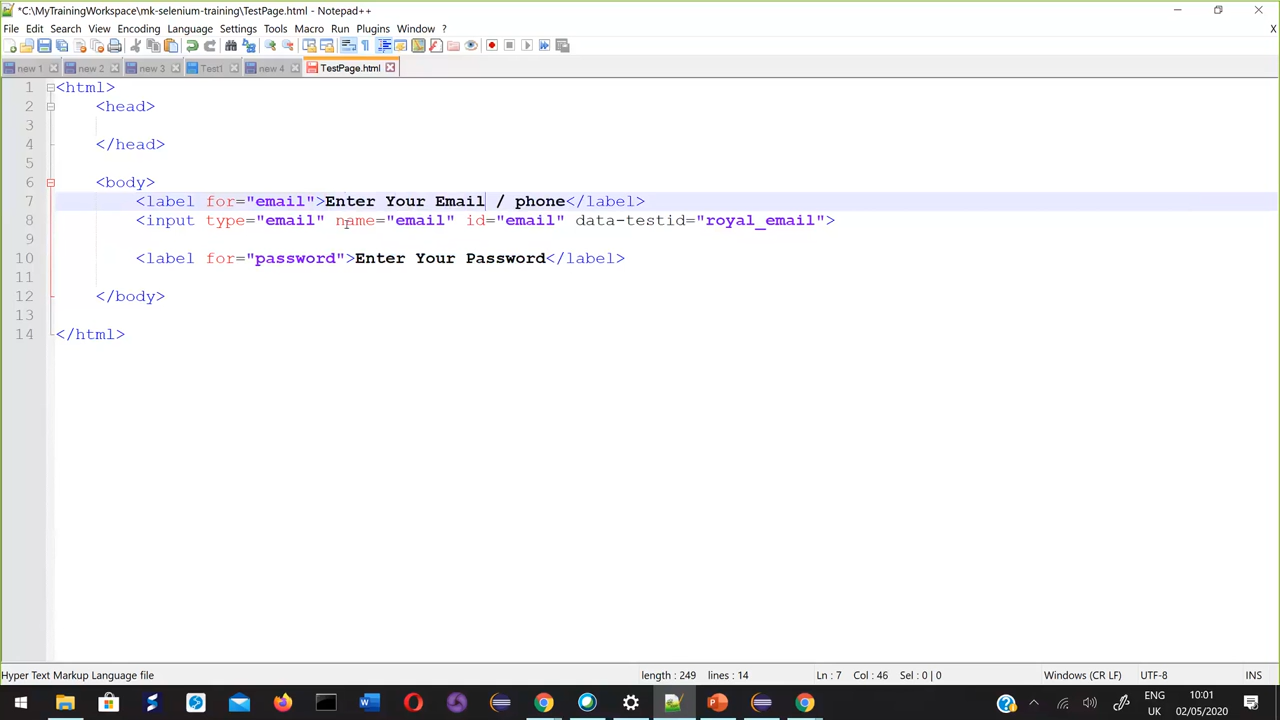 *C:\MyTrainingWorkspace\mk-selenium-training\TestPage.html - Notepad++
File Edit Search View Encoding Language Settings Tools Macro Run Plugins Window ? X
new 1 new 2 new 3 Test1 new 4 TestPage.html
1 <html>
2 <head>
3
4 </head>
5
6 <body>
7 <label for="email">Enter Your Email / phone</label>
8 <input type="email" name="email" id="email" data-testid="royal_email">
9
10 <label for="password">Enter Your Password</label>
11
12 </body>
13
14 </html>
Hyper Text Markup Language file length : 249 lines : 14 Ln : 7 Col : 46 Sel : 0 | 0 Windows (CR LF) UTF-8 INS
ENG 10:01
UK 02/05/2020